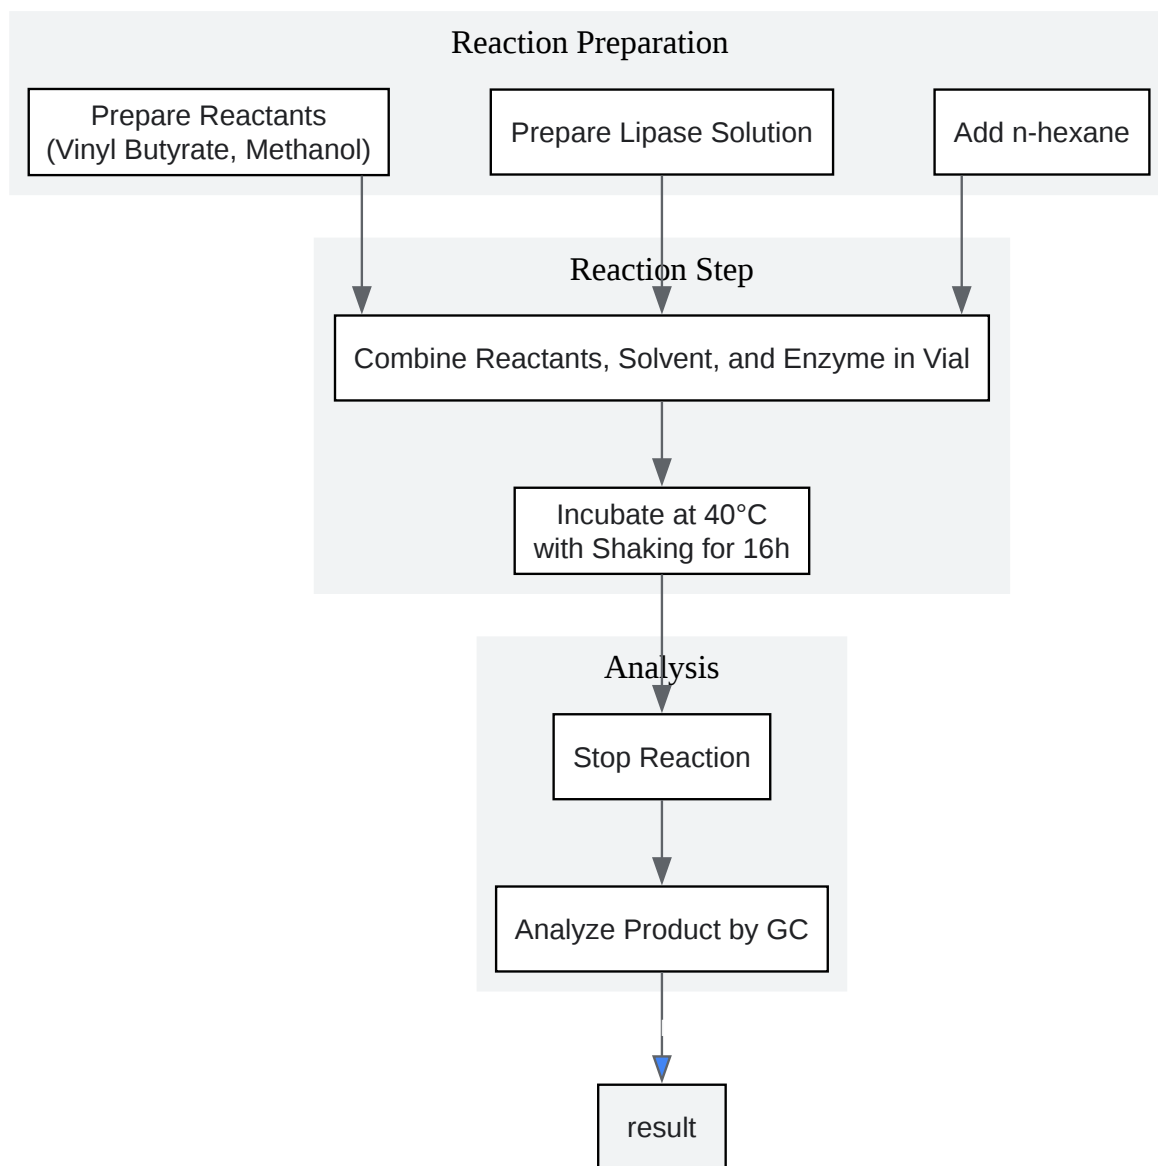 Reaction Preparation
Prepare Reactants
(Vinyl Butyrate, Methanol)
Prepare Lipase Solution
Add n-hexane
Reaction Step
Combine Reactants, Solvent, and Enzyme in Vial
Incubate at 40°C
with Shaking for 16h
Analysis
Stop Reaction
Analyze Product by GC
result